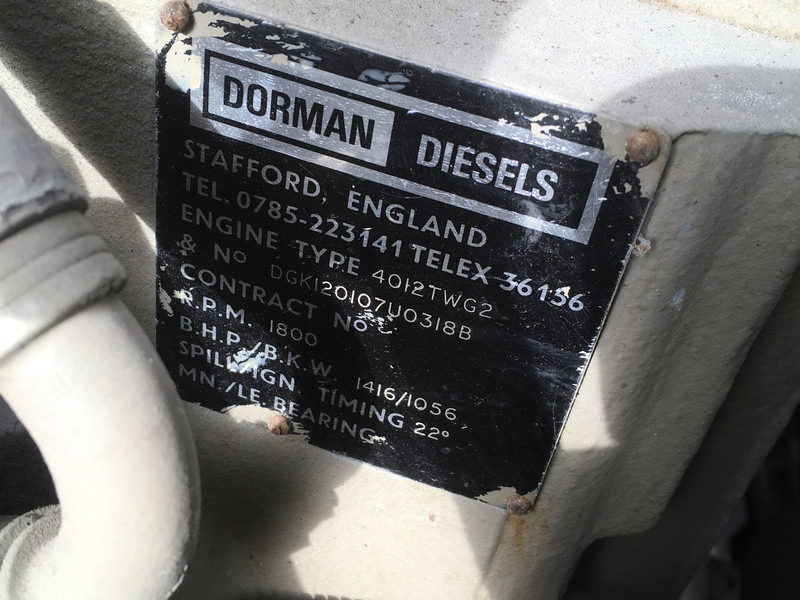 DORMAN DIESELS
STAFFORD, ENGLAND
TEL. 0785-223141 TELEX 36156
ENGINE TYPE 4012TWG2
& No DGK120107U0318B
CONTRACT No
R.P.M. 1800
B.H.P./B.K.W. 1416/1056
SPILL/IGN TIMING 22°
MN./LE. BEARING